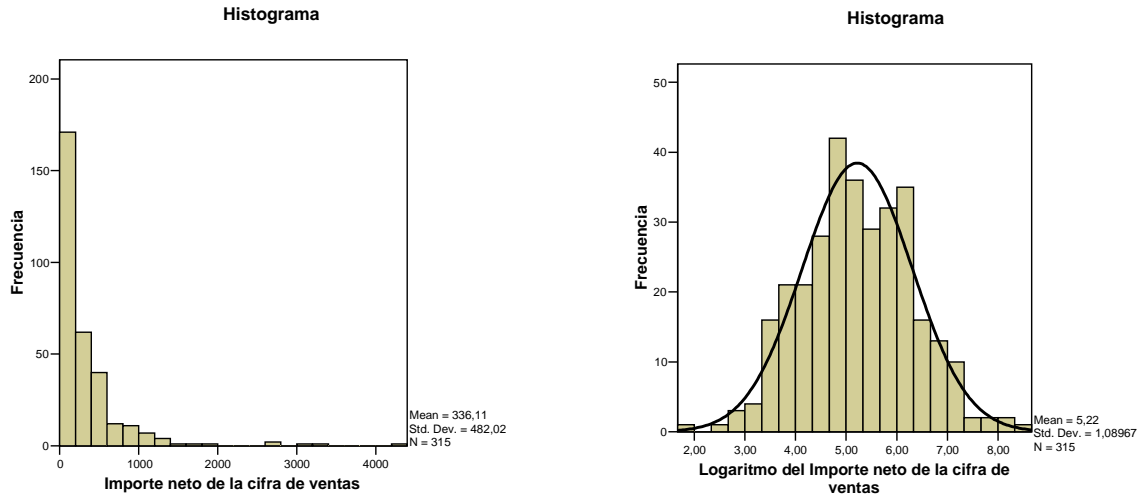 Histograma
200
150
100
50
0
Frecuencia
0 1000 2000 3000 4000
Importe neto de la cifra de ventas
Mean = 336,11
Std. Dev. = 482,02
N = 315
Histograma
50
40
30
20
10
0
Frecuencia
2,00 3,00 4,00 5,00 6,00 7,00 8,00
Logaritmo del Importe neto de la cifra de
ventas
Mean = 5,22
Std. Dev. = 1,08967
N = 315